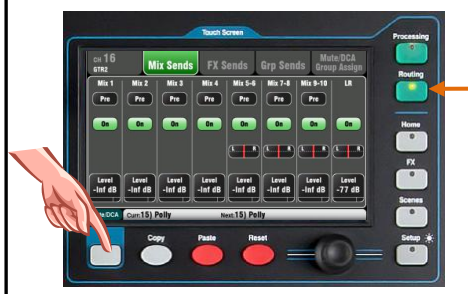 Touch Screen
CH 16
GTR2
Mix Sends FX Sends Grp Sends Mute/DCA Group Assign
Mix 1 Mix 2 Mix 3 Mix 4 Mix 5-6 Mix 7-8 Mix 9-10 LR
Pre Pre Pre Pre Pre Pre Pre
On On On On On On On On
L R L R L R L R
Level Level Level Level Level Level Level Level
-Inf dB -Inf dB -Inf dB -Inf dB -Inf dB -Inf dB -Inf dB -77 dB
/DCA Curr:15) Polly Next:15) Polly
Copy Paste Reset
Processing
Routing
Home
FX
Scenes
Setup